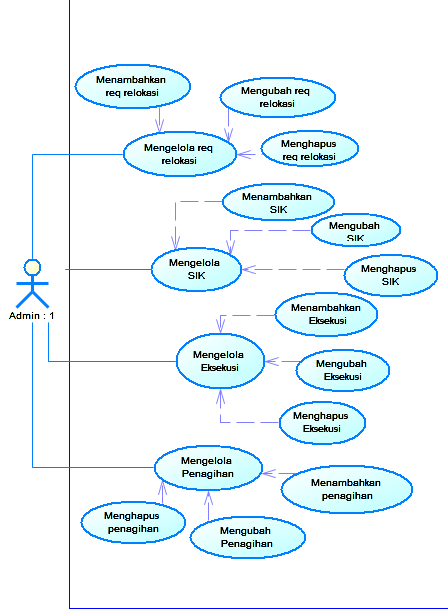 Menambahkan
req relokasi
Mengubah req
relokasi
Mengelola req
relokasi
Menghapus
req relokasi
Menambahkan
SIK
Mengubah
SIK
Mengelola
SIK
Menghapus
SIK
Admin : 1
Menambahkan
Eksekusi
Mengelola
Eksekusi
Mengubah
Eksekusi
Menghapus
Eksekusi
Mengelola
Penagihan
Menambahkan
penagihan
Menghapus
penagihan
Mengubah
Penagihan